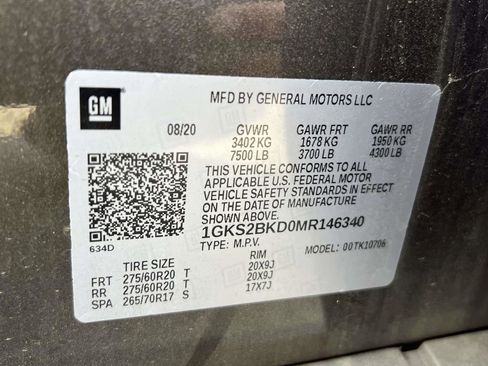 GM
MFD BY GENERAL MOTORS LLC
08/20 GVWR GAWR FRT GAWR RR
3402 KG 1678 KG 1950 KG
7500 LB 3700 LB 4300 LB
THIS VEHICLE CONFORMS TO ALL
APPLICABLE U.S. FEDERAL MOTOR
VEHICLE SAFETY STANDARDS IN EFFECT
ON THE DATE OF MANUFACTURE
SHOWN ABOVE.
1GKS2BKD0MR146340
634D
TYPE: M.P.V. MODEL: 00TK10706
TIRE SIZE RIM
FRT 275/60R20 T 20X9J
RR 275/60R20 T 20X9J
SPA 265/70R17 S 17X7J